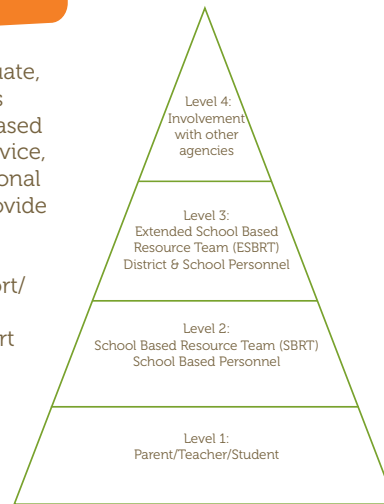 uate,
s
ased
vice,
onal
ovide
rt/
rt
Level 4:
Involvement
with other
agencies
Level 3:
Extended School Based
Resource Team (ESBRT)
District & School Personnel
Level 2:
School Based Resource Team (SBRT)
School Based Personnel
Level 1:
Parent/Teacher/Student